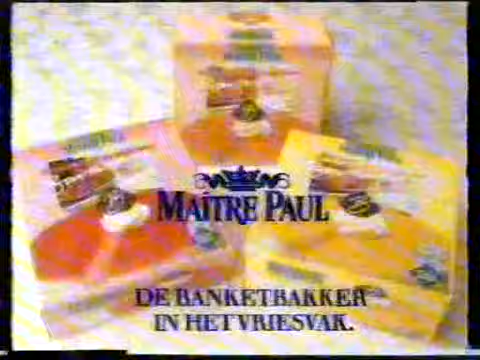 MAÎTRE PAUL
DE BANKETBAKKER
IN HET VRIESVAK.